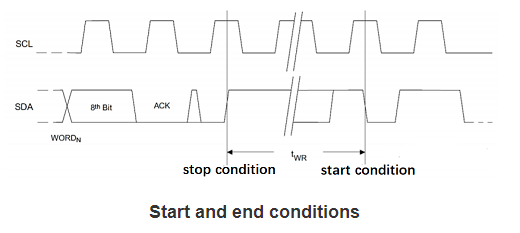 SCL
SDA
8th Bit
ACK
WORDN
tWR
stop condition
start condition
Start and end conditions